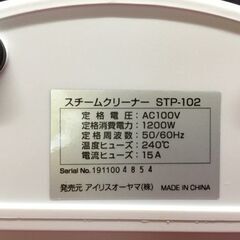 スチームクリーナー STP-102
定格電圧：AC100V
定格消費電力：1200W
定格周波数：50/60Hz
温度ヒューズ：240℃
電流ヒューズ：15A
Serial No. 1911004854
発売元 アイリスオーヤマ(株) MADE IN CHINA